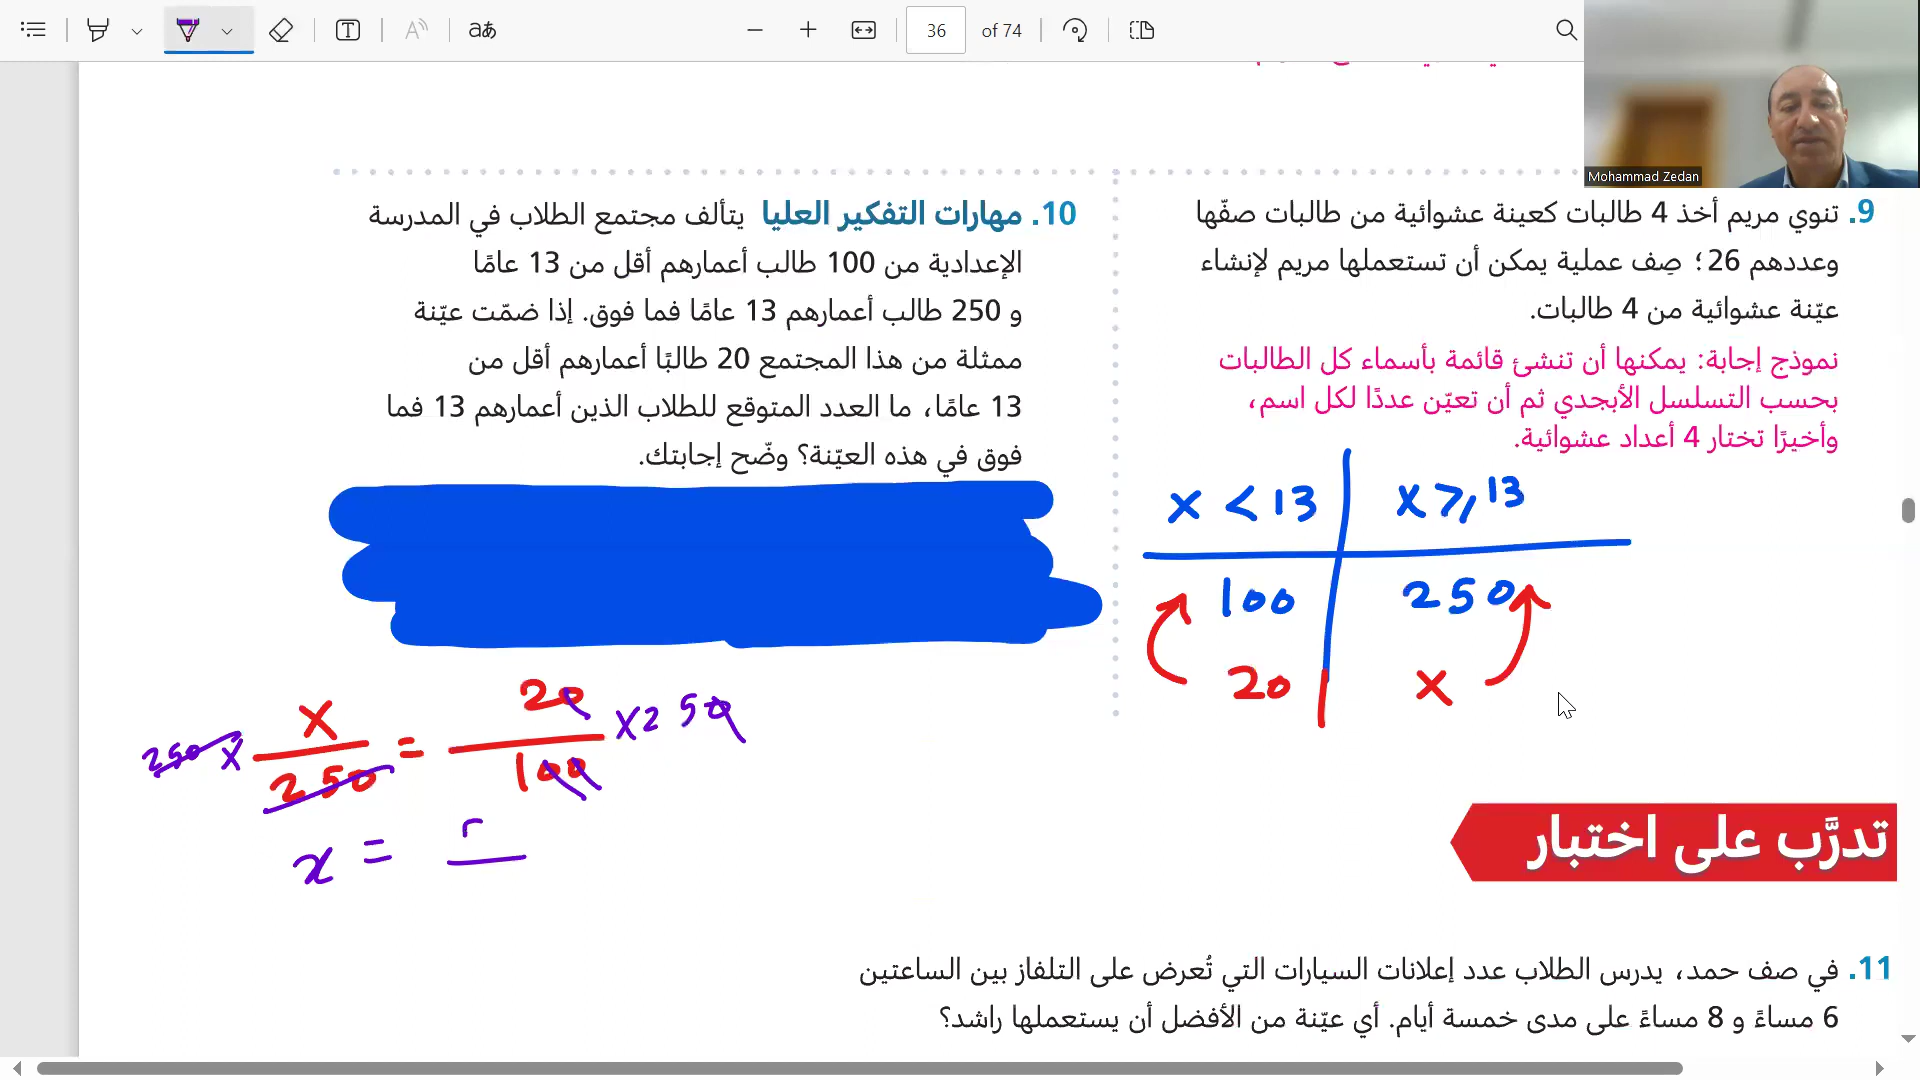 36 of 74
Mohammad Zedan
9. تنوي مريم أخذ 4 طالبات كعينة عشوائية من طالبات صفّها
وعددهم 26؛ صِف عملية يمكن أن تستعملها مريم لإنشاء
عيّنة عشوائية من 4 طالبات.
نموذج إجابة: يمكنها أن تنشئ قائمة بأسماء كل الطالبات
بحسب التسلسل الأبجدي ثم أن تعيّن عددًا لكل اسم،
وأخيرًا تختار 4 أعداد عشوائية.
x < 13 x ≥ 13
100 250
20 x
10. مهارات التفكير العليا يتألف مجتمع الطلاب في المدرسة
الإعدادية من 100 طالب أعمارهم أقل من 13 عامًا
و 250 طالب أعمارهم 13 عامًا فما فوق. إذا ضمّت عيّنة
ممثلة من هذا المجتمع 20 طالبًا أعمارهم أقل من
13 عامًا، ما العدد المتوقع للطلاب الذين أعمارهم 13 فما
فوق في هذه العيّنة؟ وضّح إجابتك.
250 x x/250 = 20/100 x 250
x =
تدرَّب على اختبار
11. في صف حمد، يدرس الطلاب عدد إعلانات السيارات التي تُعرض على التلفاز بين الساعتين
6 مساءً و 8 مساءً على مدى خمسة أيام. أي عيّنة من الأفضل أن يستعملها راشد؟